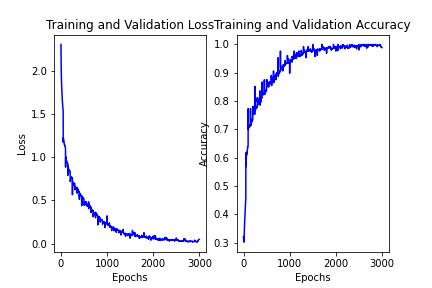 Training and Validation Loss
Loss
2.0
1.5
1.0
0.5
0.0
0 1000 2000 3000
Epochs
Training and Validation Accuracy
Accuracy
1.0
0.9
0.8
0.7
0.6
0.5
0.4
0.3
0 1000 2000 3000
Epochs